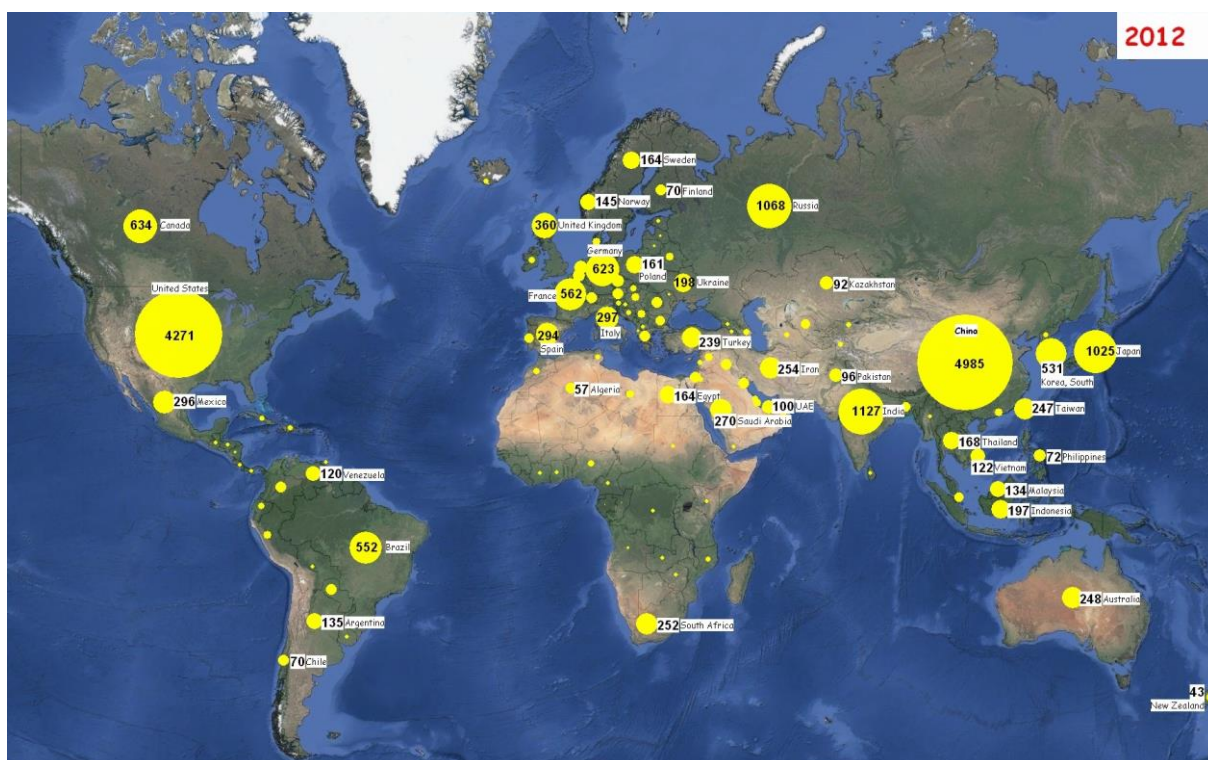 2012
164 Sweden
70 Finland
145 Norway
1068 Russia
634 Canada
360 United Kingdom
Germany
623
161
Poland
198 Ukraine
92 Kazakhstan
United States
4271
France 562
297
Italy
294
Spain
239 Turkey
China
4985
1025 Japan
531
Korea, South
254 Iran
96 Pakistan
57 Algeria
164 Egypt
100 UAE
296 Mexico
270
Saudi Arabia
1127 India
247 Taiwan
168 Thailand
72 Philippines
122
Vietnam
120 Venezuela
134 Malaysia
197 Indonesia
552 Brazil
248 Australia
135 Argentina
252 South Africa
70 Chile
43
New Zealand